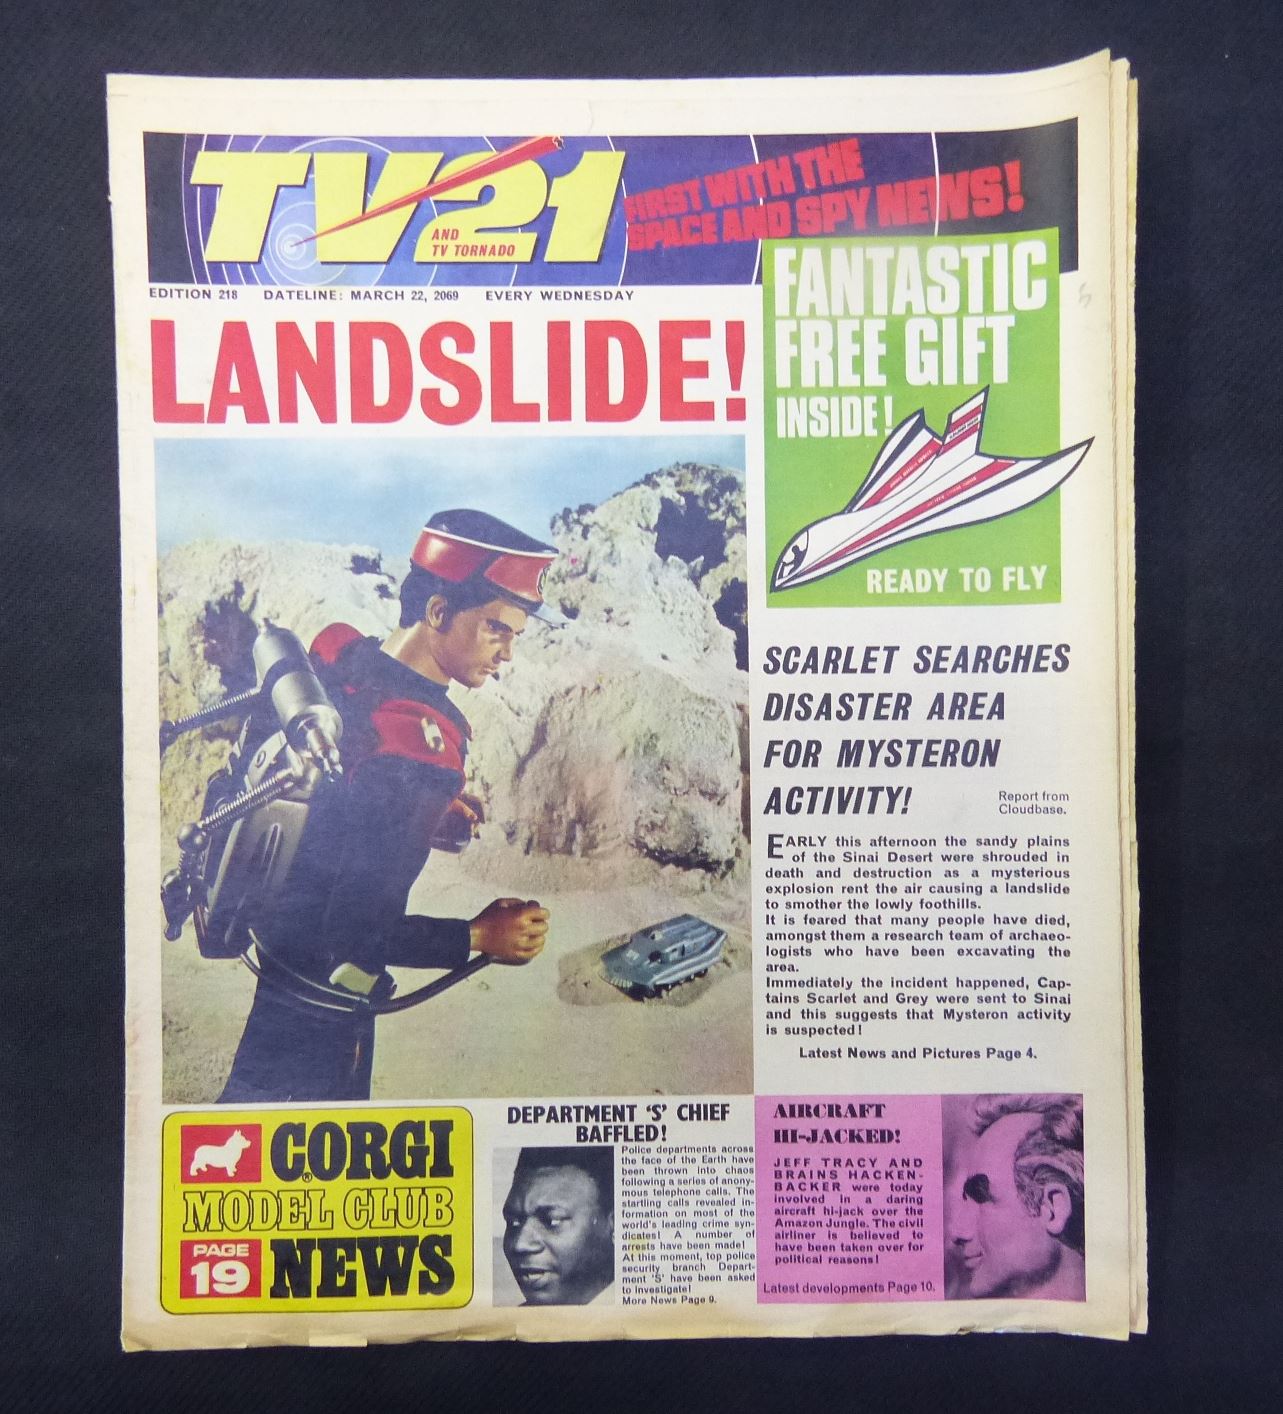 TV21
AND
TV TORNADO
FIRST WITH THE
SPACE AND SPY NEWS!
EDITION 218 DATELINE: MARCH 22, 2069 EVERY WEDNESDAY
LANDSLIDE!
FANTASTIC
FREE GIFT
INSIDE!
READY TO FLY
SCARLET SEARCHES
DISASTER AREA
FOR MYSTERON
ACTIVITY!
Report from
Cloudbase.
EARLY this afternoon the sandy plains
of the Sinai Desert were shrouded in
death and destruction as a mysterious
explosion rent the air causing a landslide
to smother the lowly foothills.
It is feared that many people have died,
amongst them a research team of archaeo-
logists who have been excavating the
area.
Immediately the incident happened, Cap-
tains Scarlet and Grey were sent to Sinai
and this suggests that Mysteron activity
is suspected!
Latest News and Pictures Page 4.
CORGI
MODEL CLUB
PAGE
19
NEWS
DEPARTMENT 'S' CHIEF
BAFFLED!
Police departments across
the face of the Earth have
been thrown into chaos
following a series of anony-
mous telephone calls. The
startling calls revealed in-
formation on most of the
world's leading crime syn-
dicates! A number of
arrests have been made!
At this moment, top police
security branch Depart-
ment 'S' have been asked
to investigate!
More News Page 9.
AIRCRAFT
HI-JACKED!
JEFF TRACY AND
BRAINS HACKEN-
BACKER were today
involved in a daring
aircraft hi-jack over the
Amazon Jungle. The civil
airliner is believed to
have been taken over for
political reasons!
Latest developments Page 10.